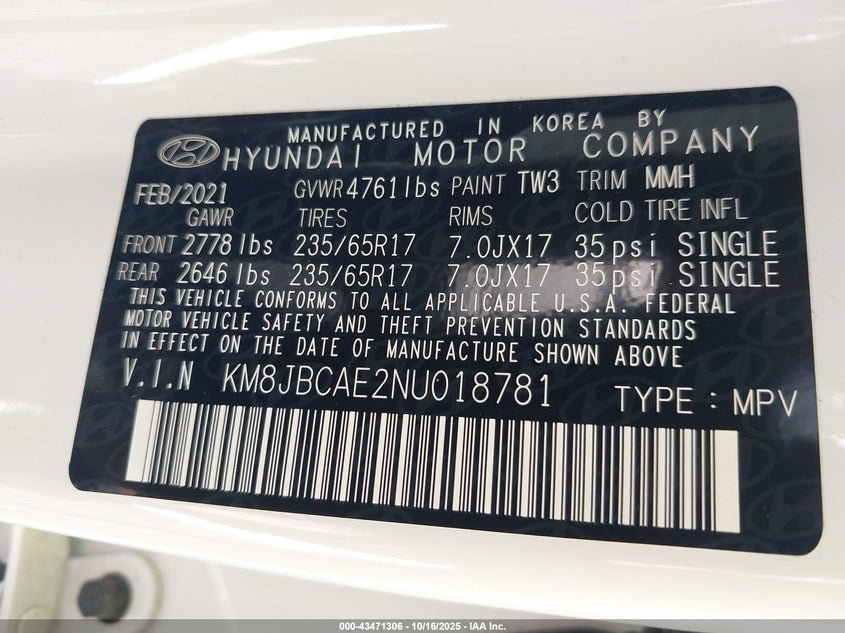 MANUFACTURED IN KOREA BY
HYUNDAI MOTOR COMPANY
FEB/2021 GVWR 4761lbs PAINT TW3 TRIM MMH
GAWR TIRES RIMS COLD TIRE INFL
FRONT 2778 lbs 235/65R17 7.0JX17 35psi SINGLE
REAR 2646 lbs 235/65R17 7.0JX17 35psi SINGLE
THIS VEHICLE CONFORMS TO ALL APPLICABLE U.S.A. FEDERAL
MOTOR VEHICLE SAFETY AND THEFT PREVENTION STANDARDS
IN EFFECT ON THE DATE OF MANUFACTURE SHOWN ABOVE
V.I.N KM8JBCAE2NU018781 TYPE : MPV
000-43471306 - 10/16/2025 - IAA Inc.